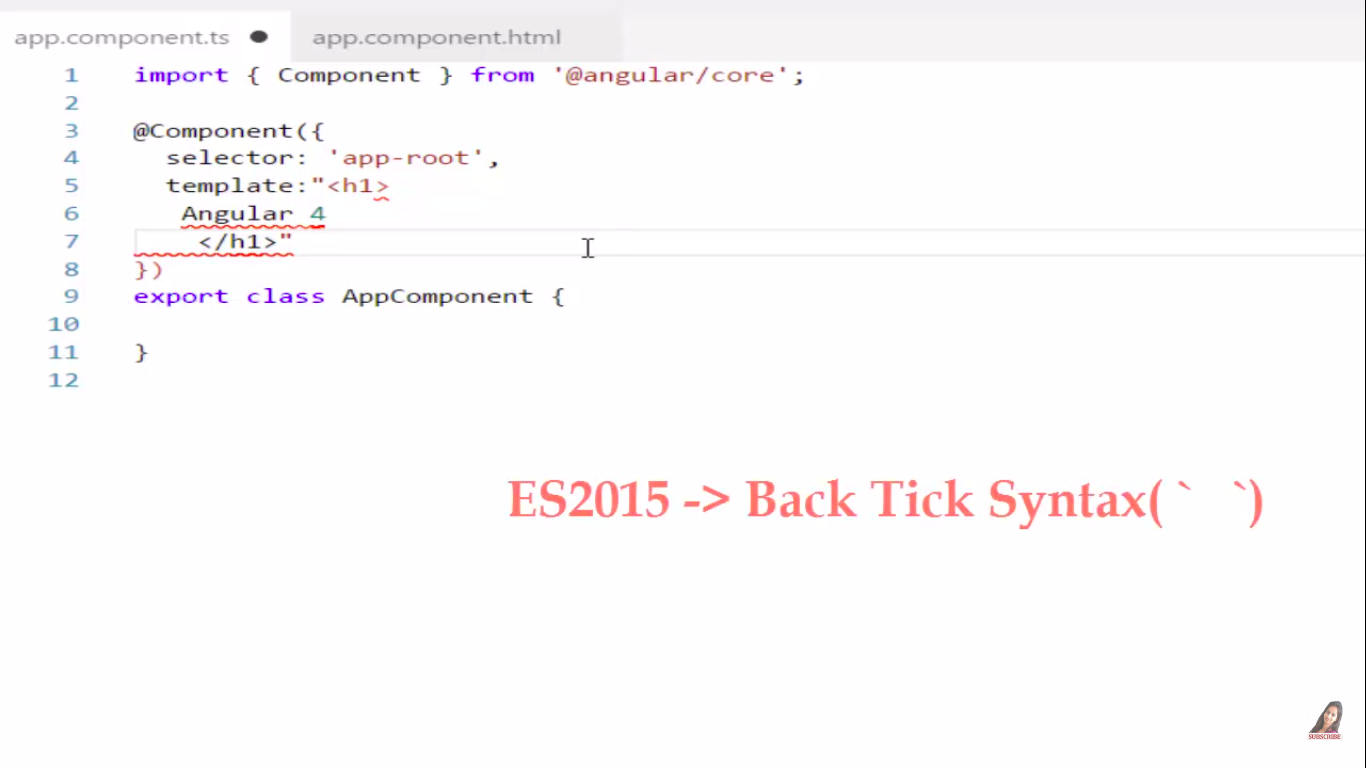 app.component.ts ● app.component.html
1 import { Component } from '@angular/core';
2
3 @Component({
4 selector: 'app-root',
5 template:"<h1>
6 Angular 4
7 </h1>"
8 })
9 export class AppComponent {
10
11 }
12
ES2015 -> Back Tick Syntax(` `)
SUBSCRIBE